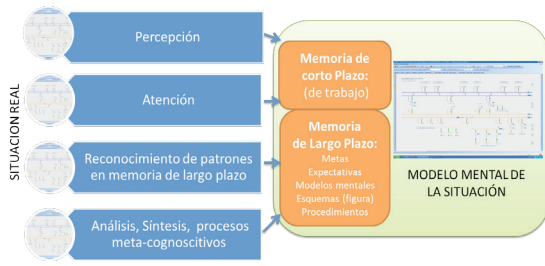 SITUACION REAL
Percepción
Atención
Reconocimiento de patrones
en memoria de largo plazo
Análisis, Síntesis, procesos
meta-cognoscitivos
Memoria de
corto Plazo:
(de trabajo)
Memoria
de Largo Plazo:
Metas
Expectativas
Modelos mentales
Esquemas (figura)
Procedimientos
MODELO MENTAL DE
LA SITUACIÓN